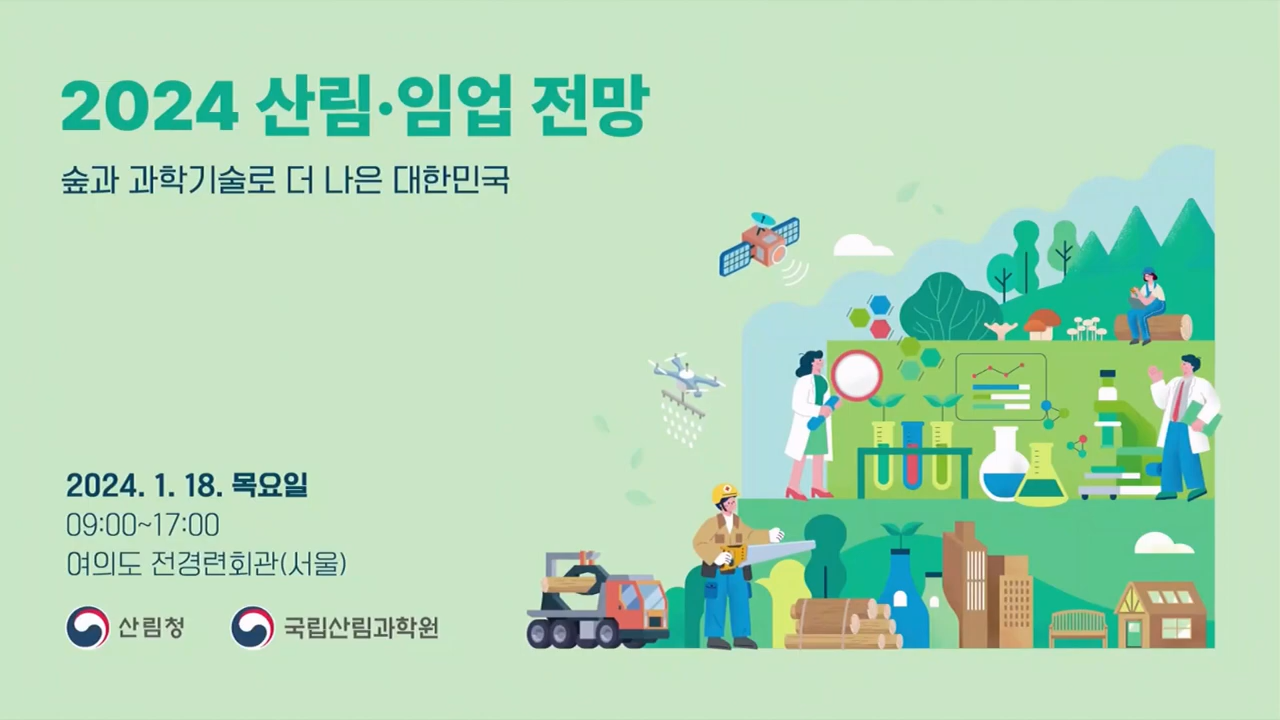 2024 산림·임업 전망
숲과 과학기술로 더 나은 대한민국
2024. 1. 18. 목요일
09:00~17:00
여의도 전경련회관(서울)
산림청
국립산림과학원